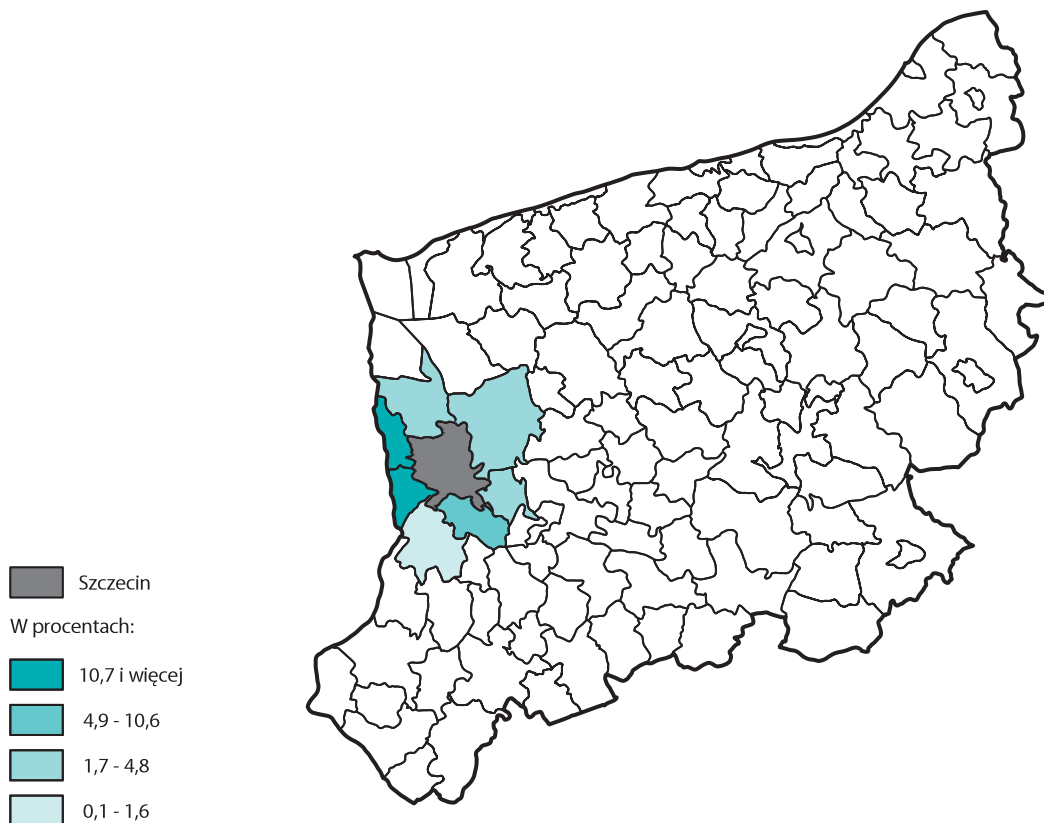 Szczecin
W procentach:
10,7 i więcej
4,9 - 10,6
1,7 - 4,8
0,1 - 1,6